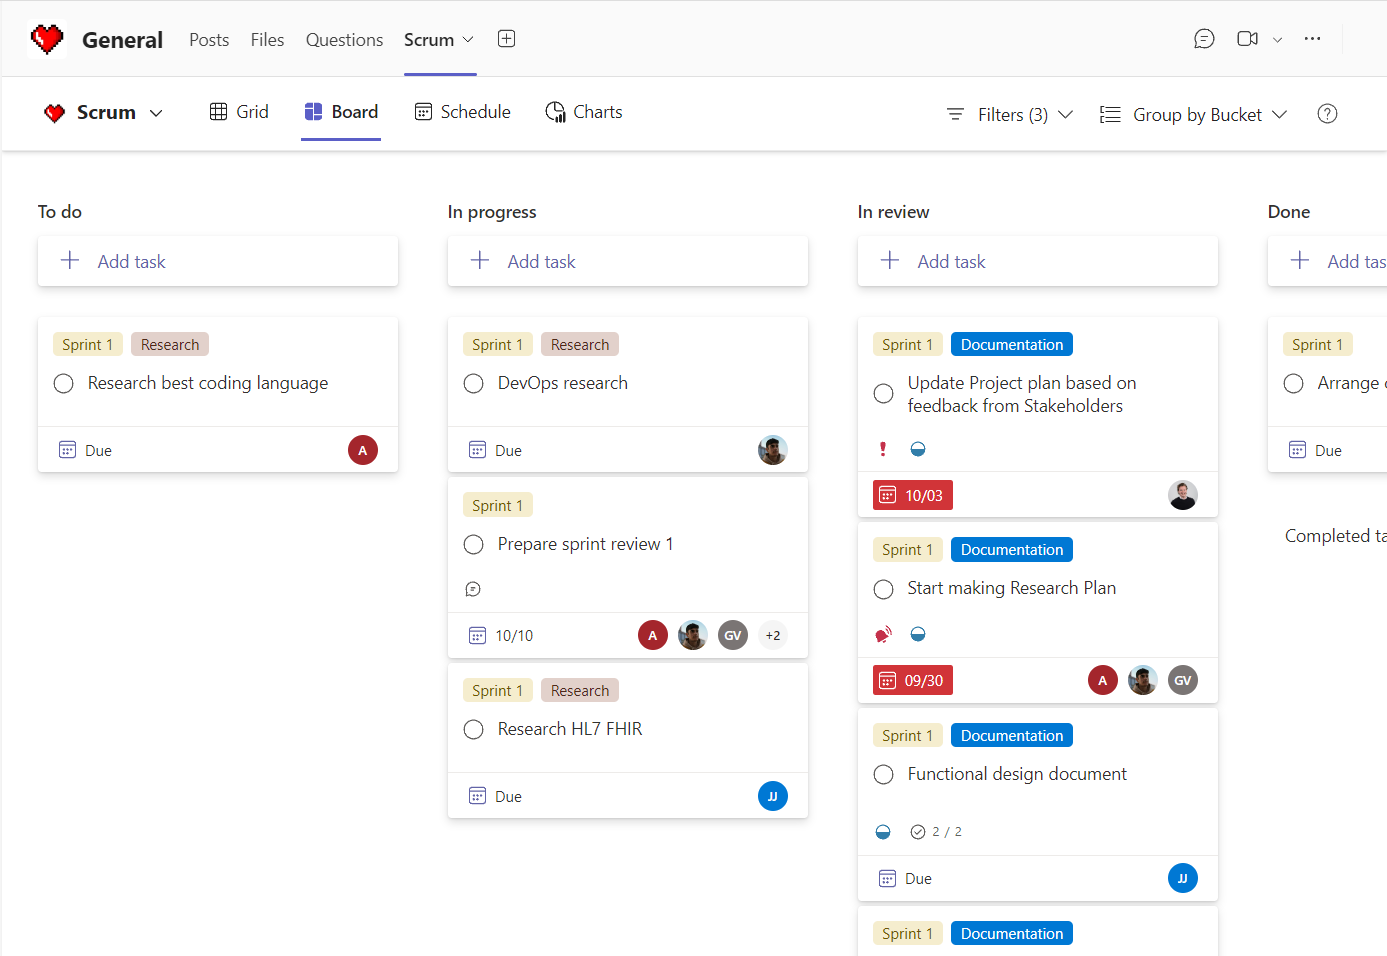 General
Posts
Files
Questions
Scrum
Scrum
Grid
Board
Schedule
Charts
Filters (3)
Group by Bucket
?
To do
Add task
Sprint 1
Research
Research best coding language
Due
A
In progress
Add task
Sprint 1
Research
DevOps research
Due
Sprint 1
Prepare sprint review 1
10/10
A
GV
+2
Sprint 1
Research
Research HL7 FHIR
Due
JJ
In review
Add task
Sprint 1
Documentation
Update Project plan based on
feedback from Stakeholders
10/03
Sprint 1
Documentation
Start making Research Plan
09/30
A
GV
Sprint 1
Documentation
Functional design document
2 / 2
Due
JJ
Sprint 1
Documentation
Done
Add tas
Sprint 1
Arrange
Due
Completed ta